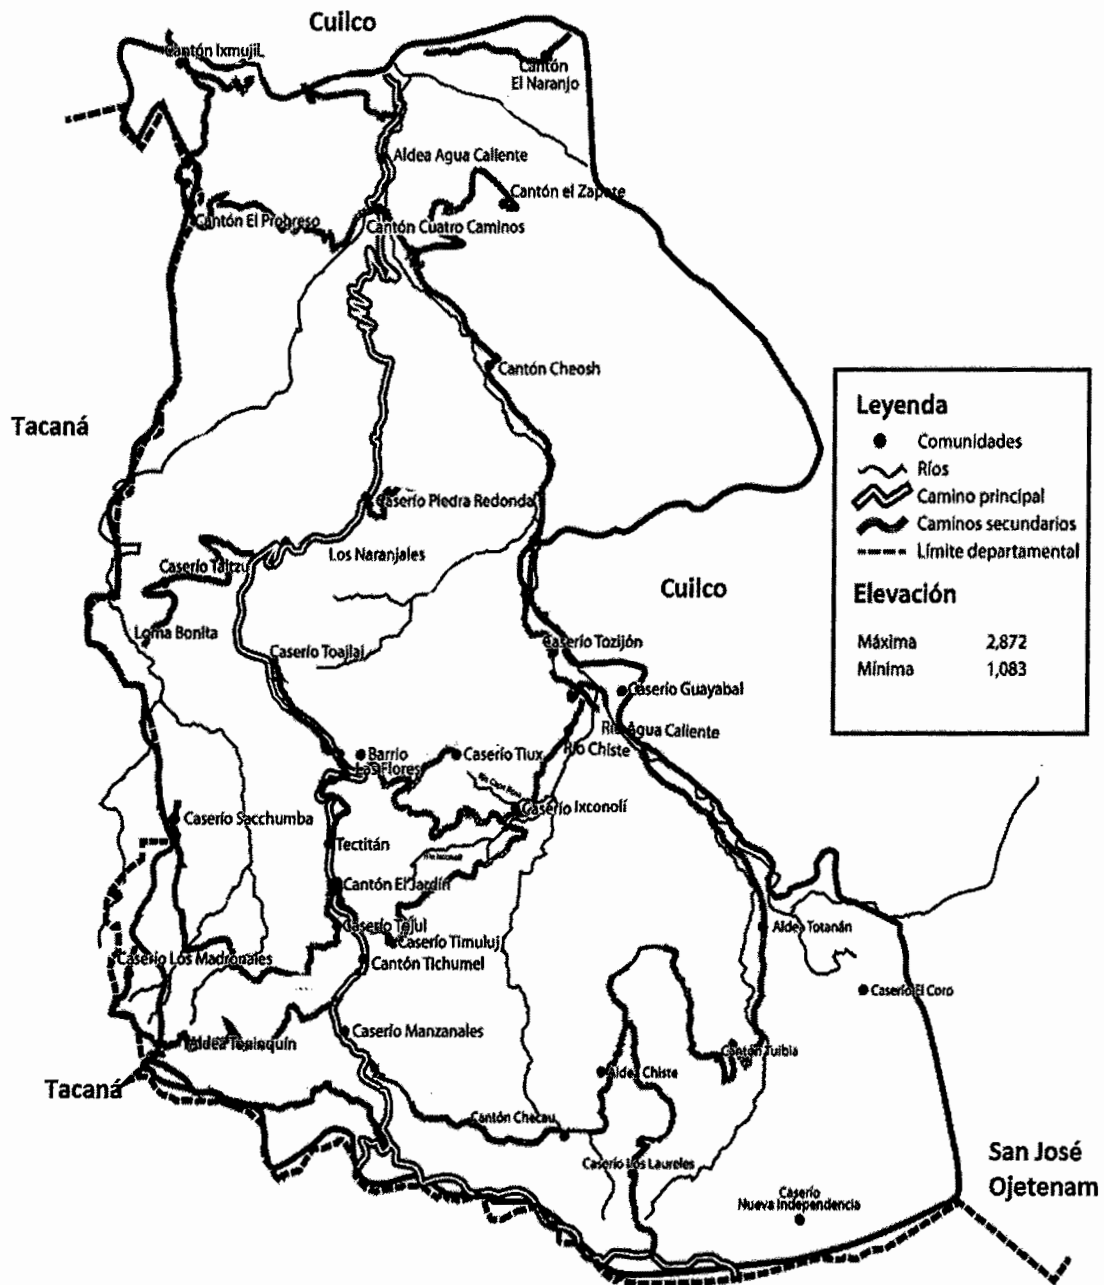 Cuilco
Cantón Ixmujil
Cantón
El Naranjo
Aldea Agua Caliente
Cantón el Zapote
Cantón El Progreso
Cantón Cuatro Caminos
Cantón Cheosh
Tacaná
Leyenda
Comunidades
Ríos
Camino principal
Caminos secundarios
Límite departamental
Elevación
Máxima 2,872
Mínima 1,083
Caserío Piedra Redonda
Los Naranjales
Caserío Taltzu
Cuilco
Loma Bonita
Caserío Toajlaj
Caserío Tozijón
Caserío Guayabal
Río Agua Caliente
Río Chiste
Barrio
Las Flores
Caserío Tiux
Caserío Ixconolí
Caserío Sacchumba
Tectitán
Cantón El Jardín
Caserío Tojul
Caserío Timuluj
Cantón Tichumel
Aldea Totanán
Caserío Los Madronales
Caserío El Coro
Caserío Manzanales
Aldea Toninquín
Cantón Tuibia
Aldea Chiste
Tacaná
Cantón Checau
Caserío Los Laureles
San José
Ojetenam
Caserío
Nueva Independencia